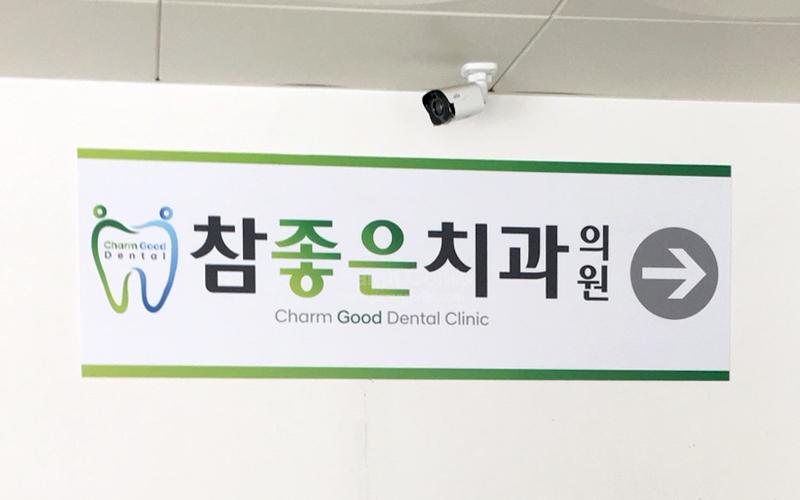 Charm Good
Dental
참좋은치과의원
Charm Good Dental Clinic